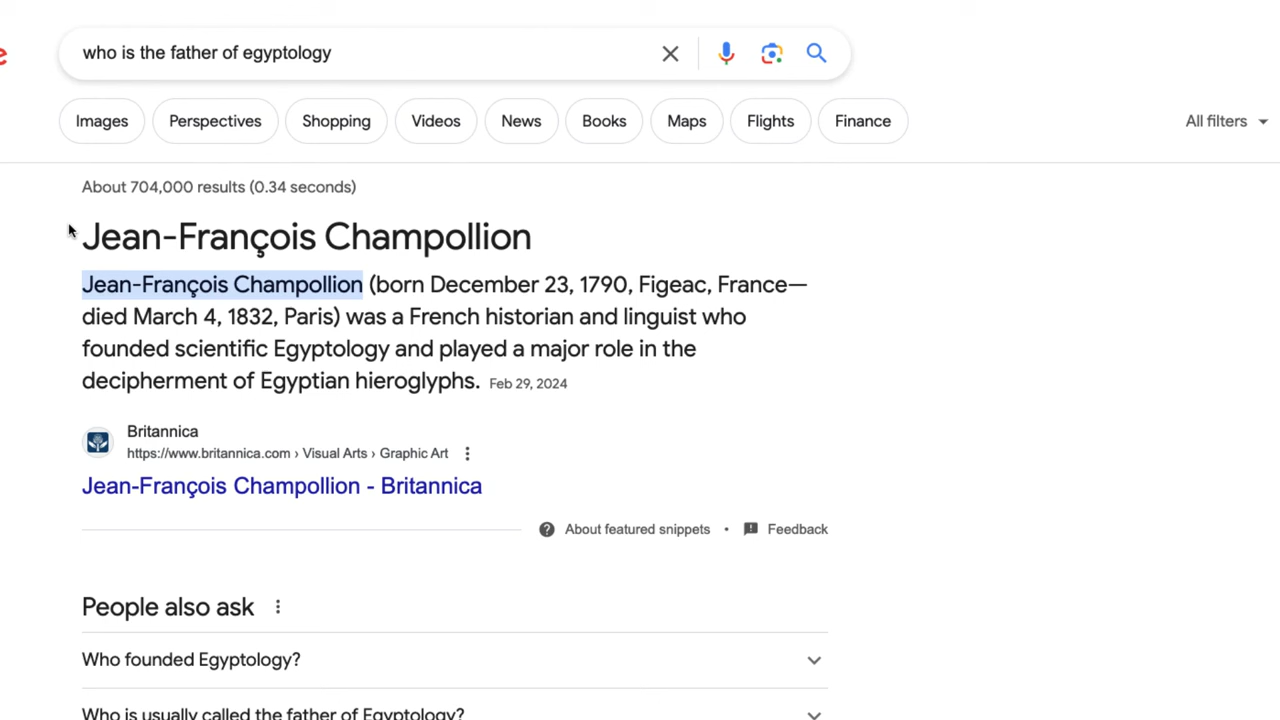 who is the father of egyptology
Images Perspectives Shopping Videos News Books Maps Flights Finance All filters
About 704,000 results (0.34 seconds)
Jean-François Champollion
Jean-François Champollion (born December 23, 1790, Figeac, France—
died March 4, 1832, Paris) was a French historian and linguist who
founded scientific Egyptology and played a major role in the
decipherment of Egyptian hieroglyphs. Feb 29, 2024
Britannica
https://www.britannica.com › Visual Arts › Graphic Art
Jean-François Champollion - Britannica
About featured snippets • Feedback
People also ask
Who founded Egyptology?
Who is usually called the father of Egyptology?